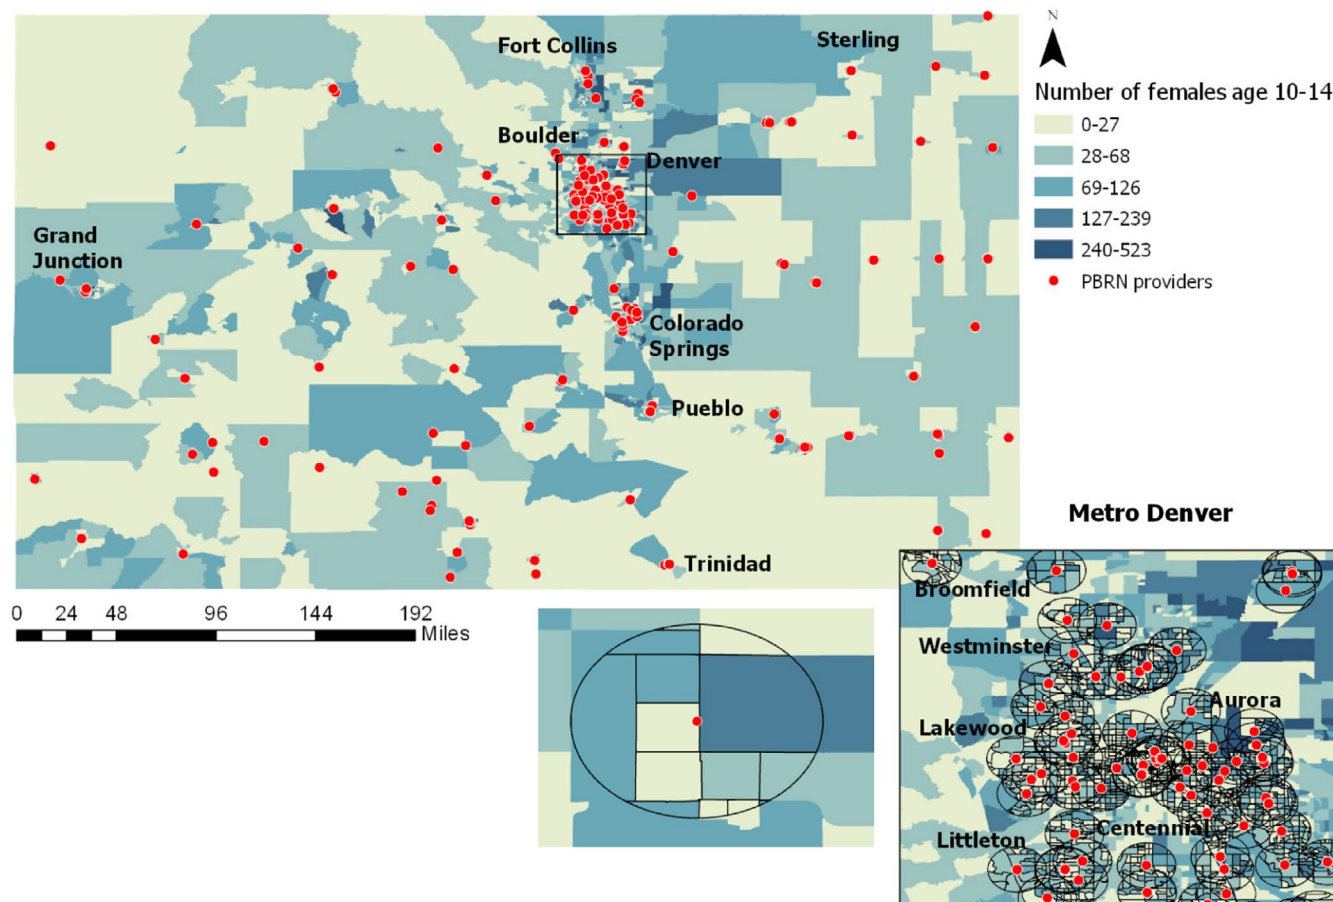 Fort Collins
Sterling
N
Number of females age 10-14
0-27
28-68
69-126
127-239
240-523
PBRN providers
Boulder
Denver
Grand
Junction
Colorado
Springs
Pueblo
Trinidad
0 24 48 96 144 192
Miles
Metro Denver
Broomfield
Westminster
Aurora
Lakewood
Centennial
Littleton